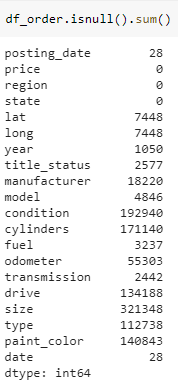 df_order.isnull().sum()
posting_date 28
price 0
region 0
state 0
lat 7448
long 7448
year 1050
title_status 2577
manufacturer 18220
model 4846
condition 192940
cylinders 171140
fuel 3237
odometer 55303
transmission 2442
drive 134188
size 321348
type 112738
paint_color 140843
date 28
dtype: int64